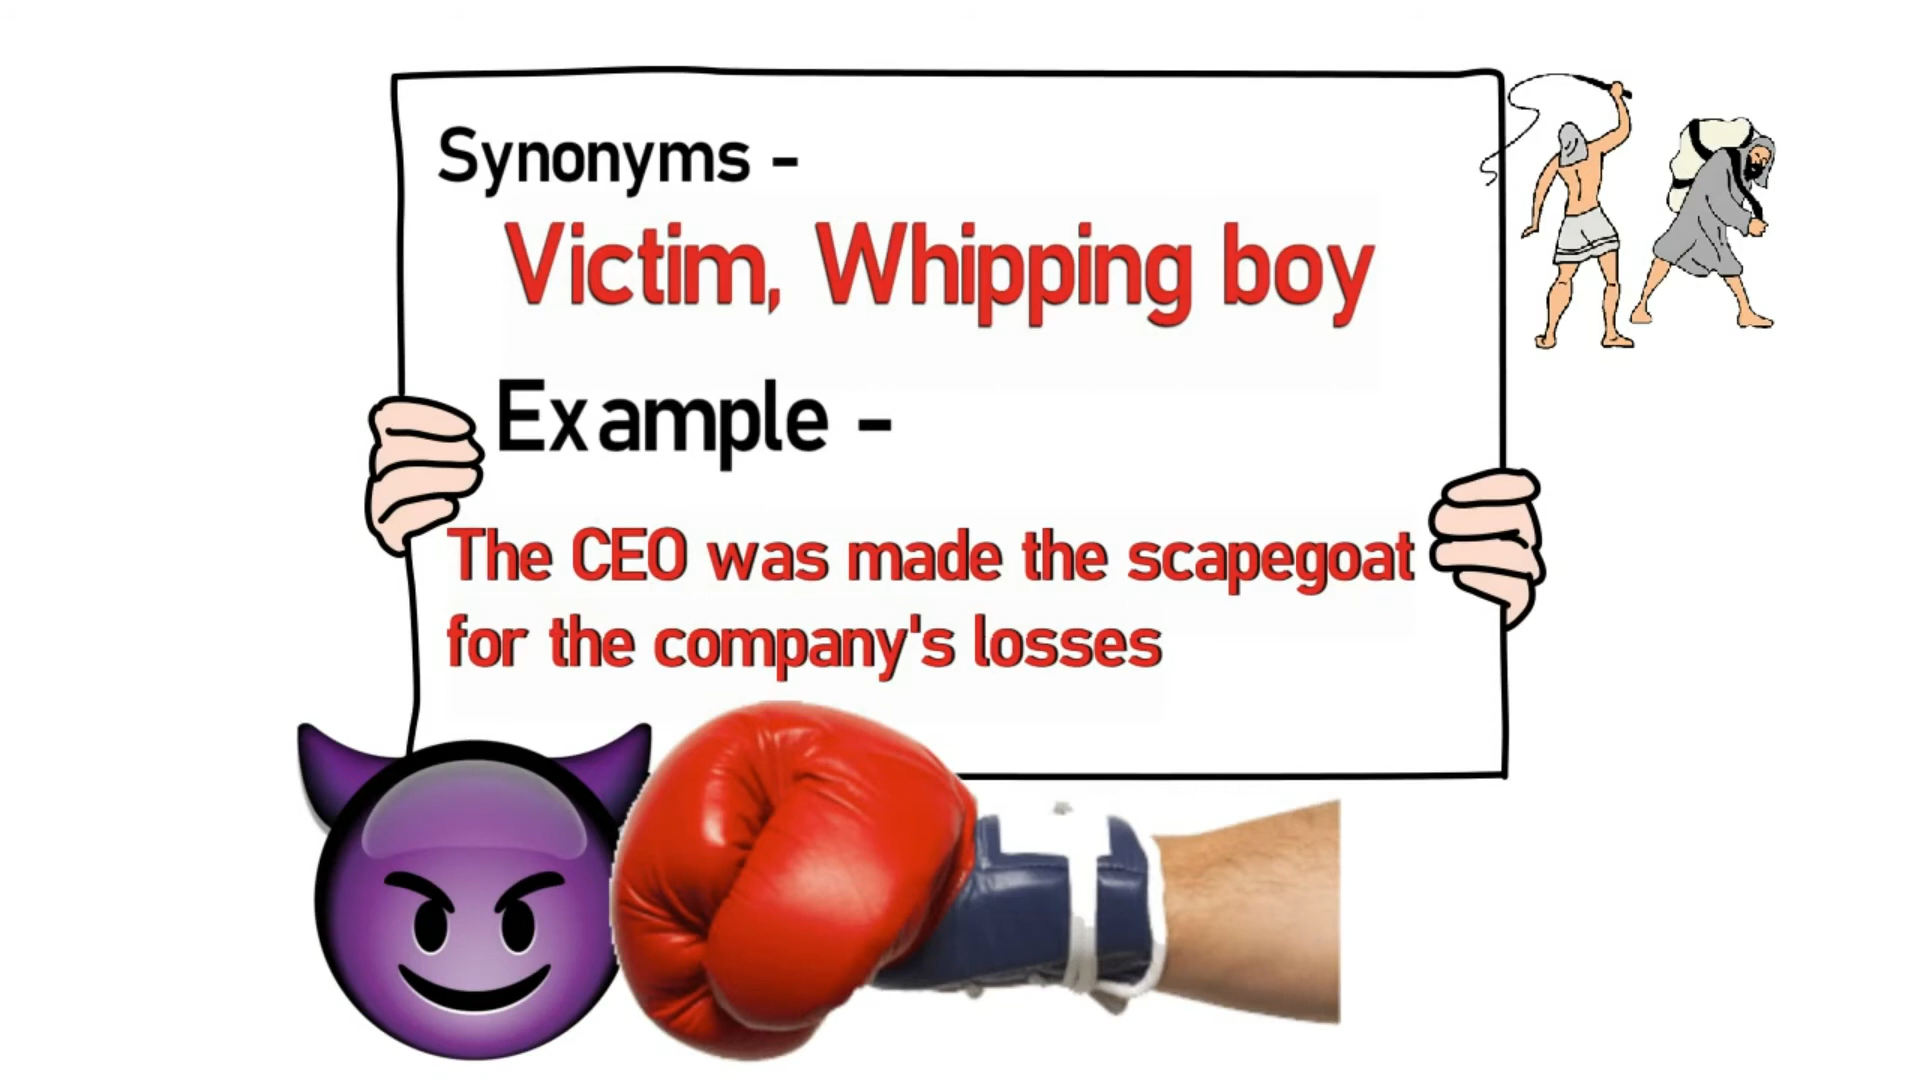 Synonyms -
Victim, Whipping boy
Example -
The CEO was made the scapegoat
for the company's losses